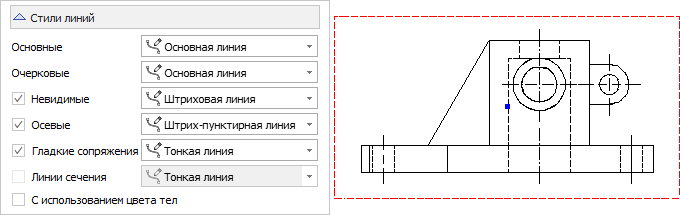 Стили линий
Основные Основная линия
Очерковые Основная линия
Невидимые Штриховая линия
Осевые Штрих-пунктирная линия
Гладкие сопряжения Тонкая линия
Линии сечения Тонкая линия
С использованием цвета тел